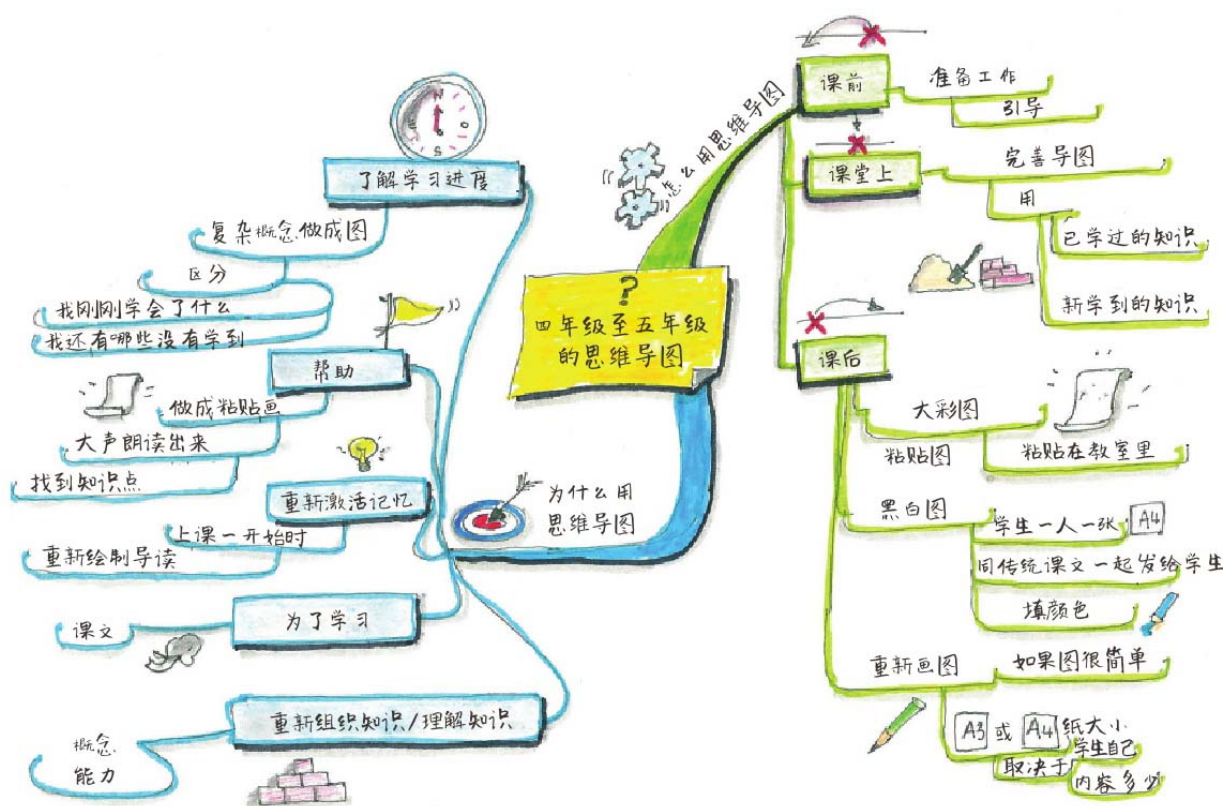 ?
四年级至五年级
的思维导图
怎么用思维导图
课前
准备工作
引导
课堂上
完善导图
用
已学过的知识
新学到的知识
课后
大彩图
粘贴图
粘贴在教室里
黑白图
学生一人一张 A4
同传统课文一起发给学生
填颜色
重新画图
如果图很简单
A3 或 A4 纸大小
取决于
学生自己
内容多少
为什么用
思维导图
了解学习进度
复杂概念做成图
区分
我刚刚学会了什么
我还有哪些没有学到
帮助
做成粘贴画
大声朗读出来
找到知识点
重新激活记忆
上课一开始时
重新绘制导读
为了学习
课文
重新组织知识/理解知识
概念
能力